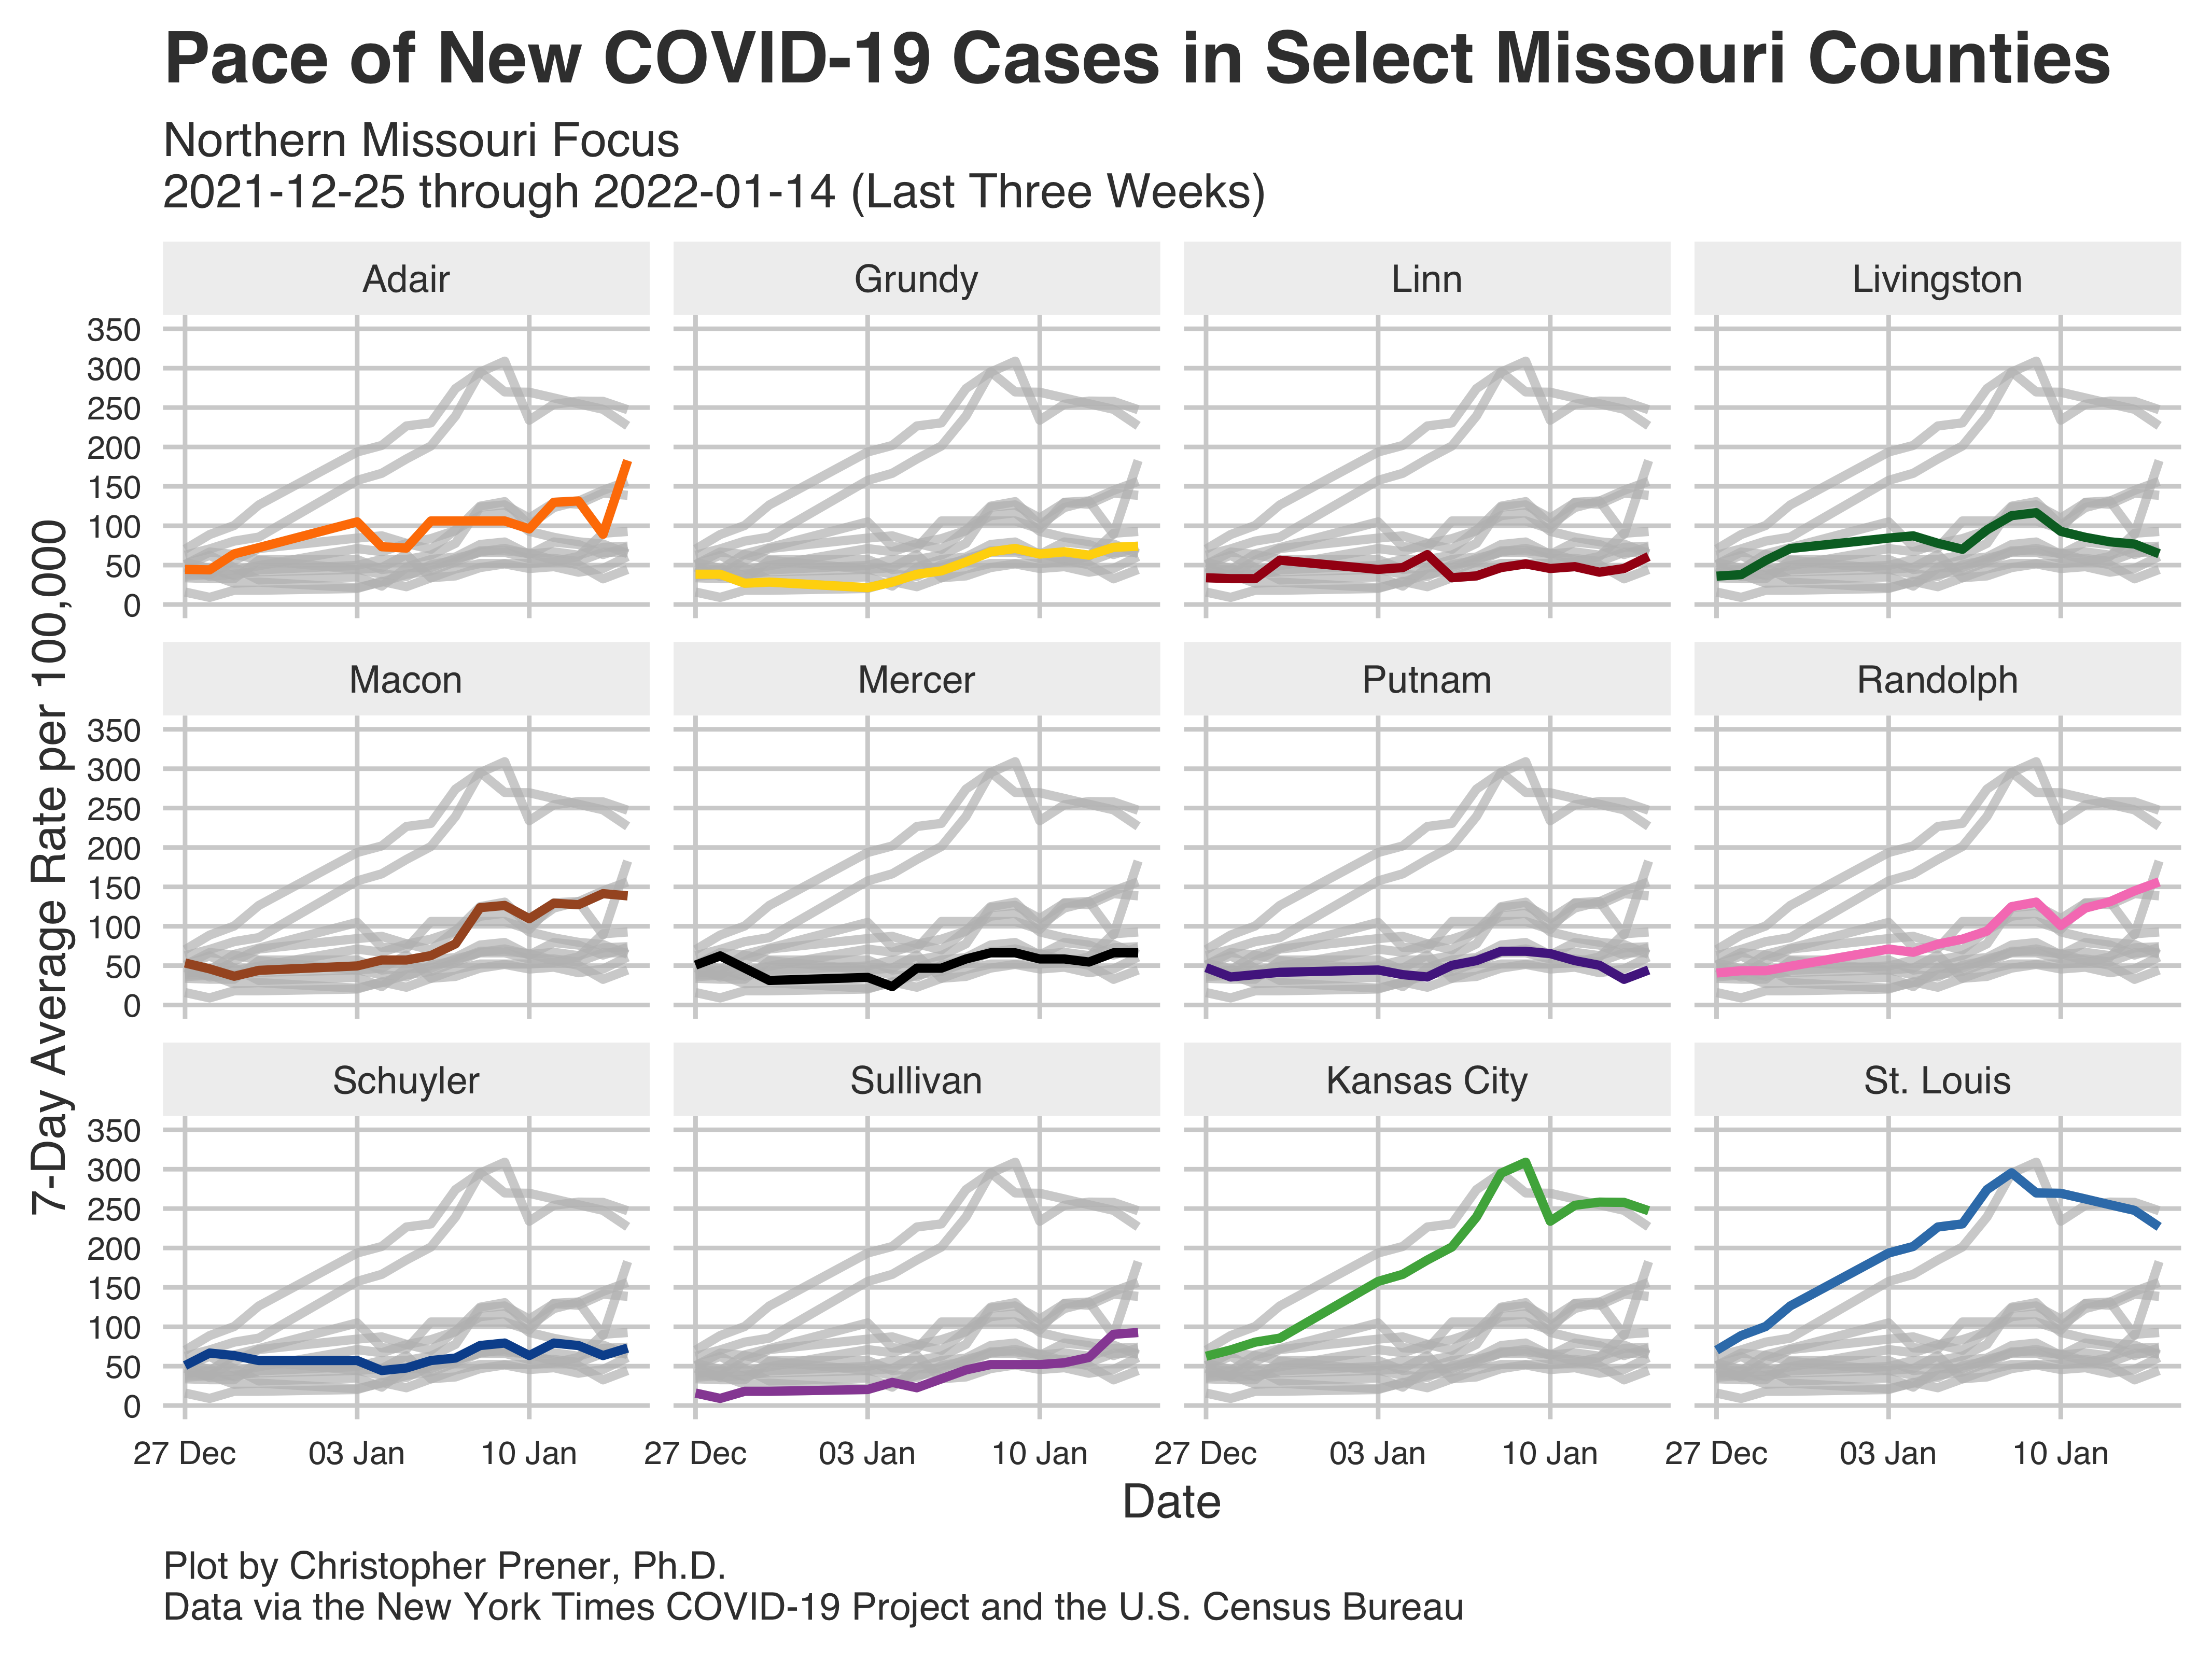 Pace of New COVID-19 Cases in Select Missouri Counties
Northern Missouri Focus
2021-12-25 through 2022-01-14 (Last Three Weeks)
7-Day Average Rate per 100,000
Adair
Grundy
Linn
Livingston
350
300
250
200
150
100
50
0
Macon
Mercer
Putnam
Randolph
350
300
250
200
150
100
50
0
Schuyler
Sullivan
Kansas City
St. Louis
350
300
250
200
150
100
50
0
27 Dec 03 Jan 10 Jan 27 Dec 03 Jan 10 Jan 27 Dec 03 Jan 10 Jan 27 Dec 03 Jan 10 Jan
Date
Plot by Christopher Prener, Ph.D.
Data via the New York Times COVID-19 Project and the U.S. Census Bureau